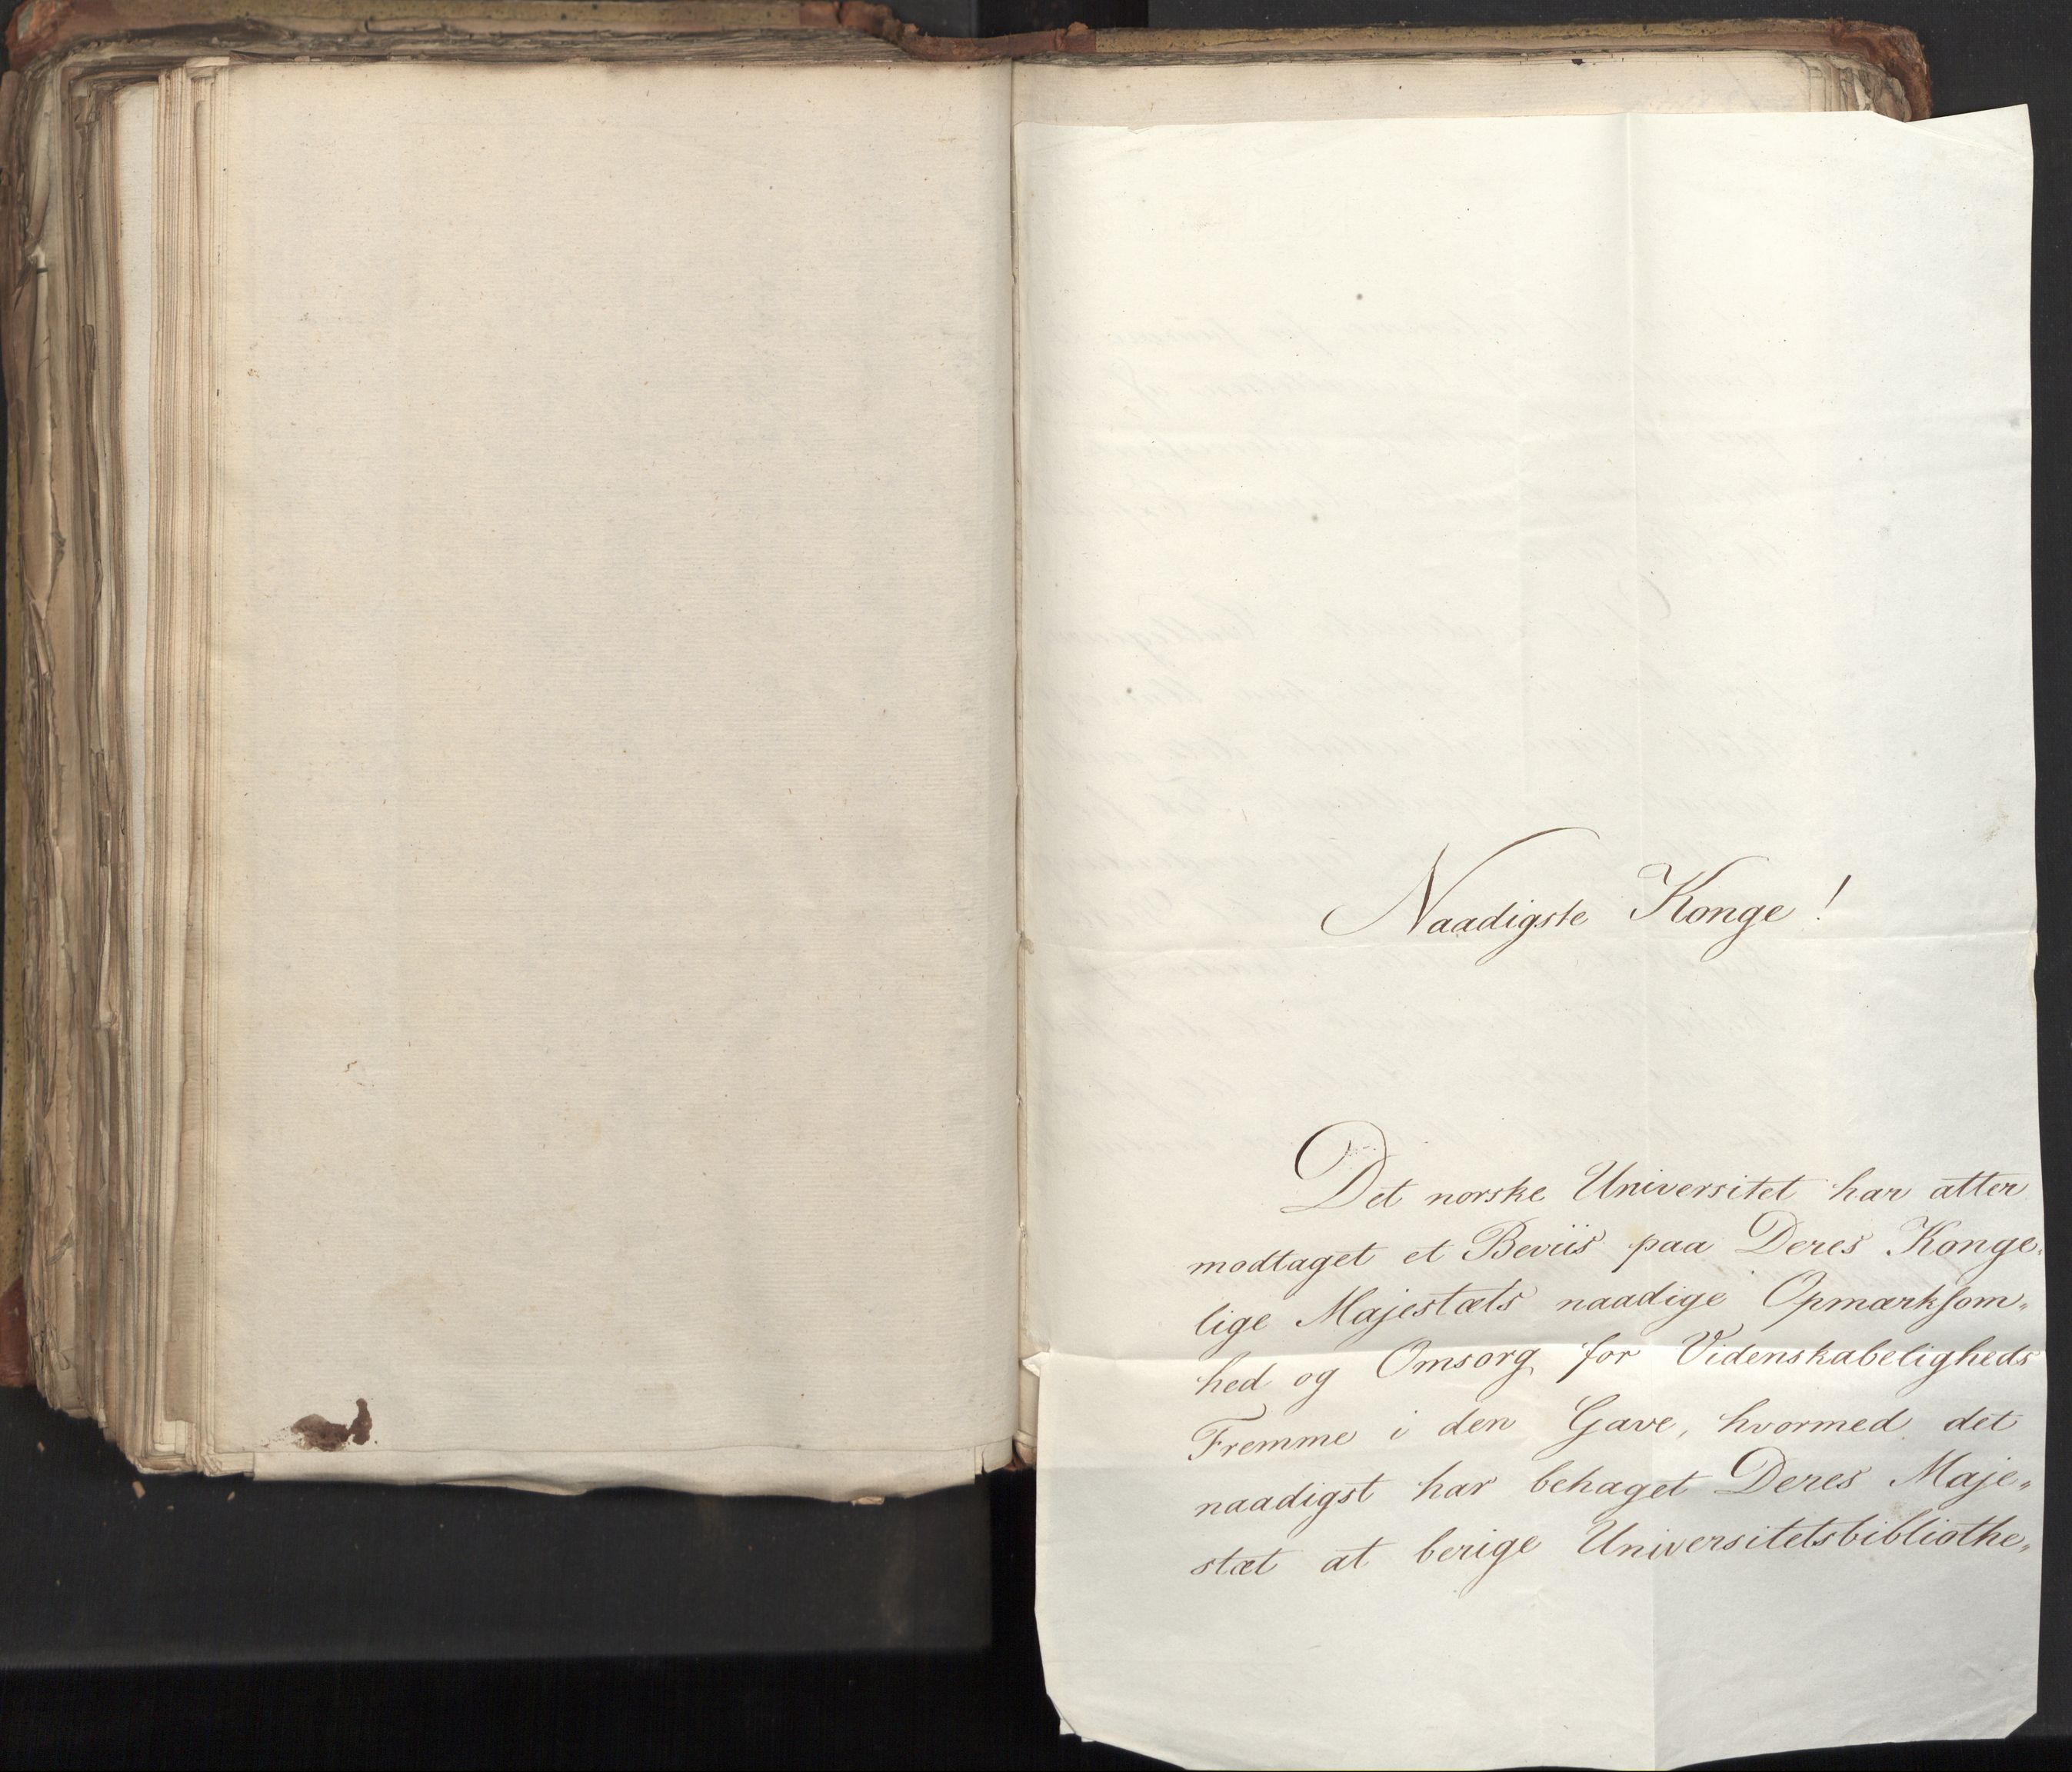 Naadigste Konge!
Det norske Universitet har atter
modtaget et Beviis paa Deres Konge„
lige Majestæts naadige Opmærksom„
hed og Omsorg for Videnskabeligheds
Fremme i den Gave, hvormed det
naadigst har behaget Deres Maje„
stæt at berige Universitetsbibliothe„